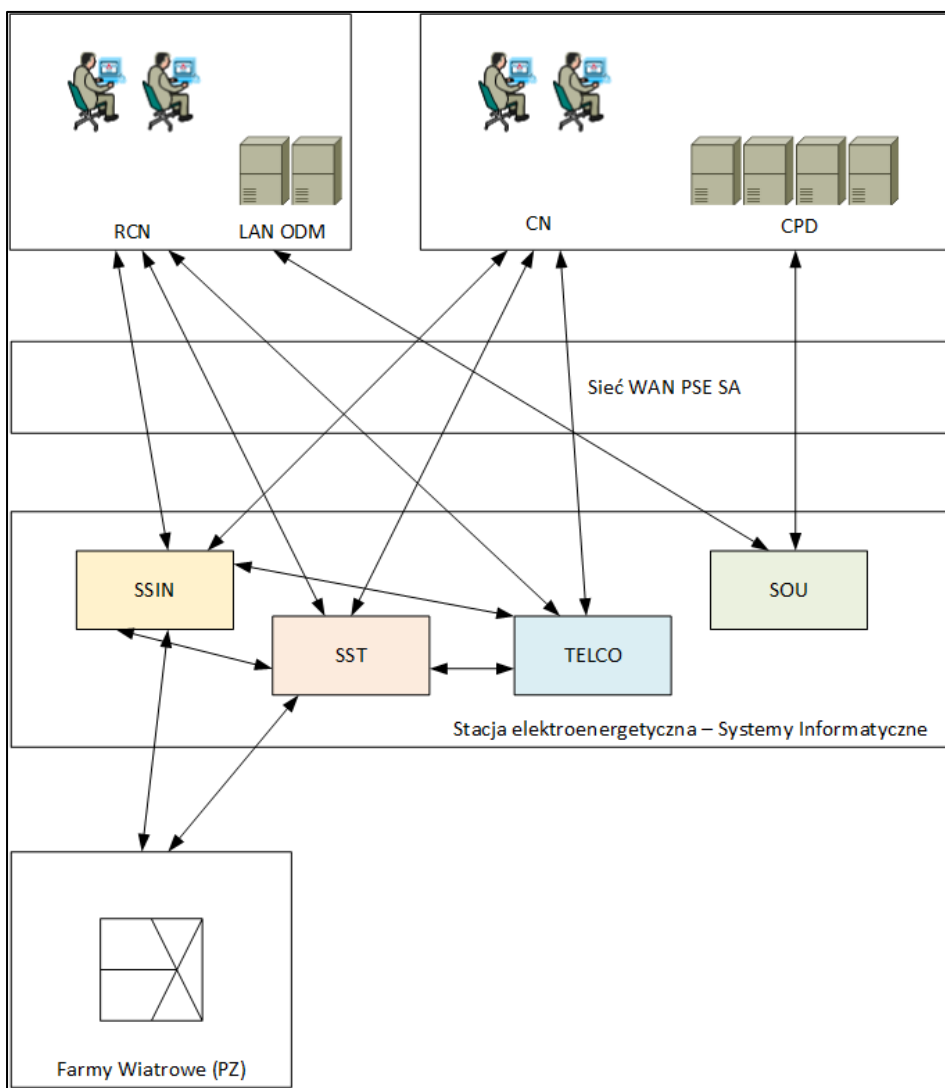 RCN
LAN ODM
CN
CPD
Sieć WAN PSE SA
SSIN
SOU
SST
TELCO
Stacja elektroenergetyczna – Systemy Informatyczne
Farmy Wiatrowe (PZ)